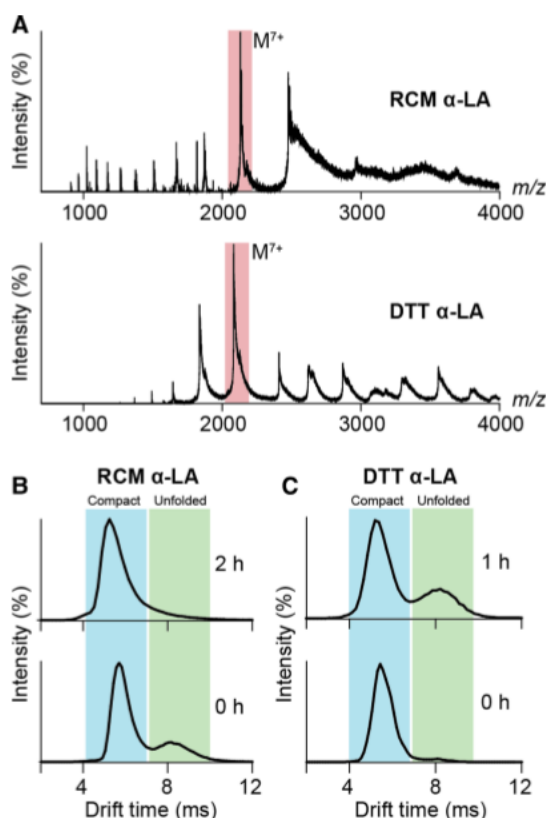 A
M7+
Intensity (%)
RCM α-LA
m/z
1000 2000 3000 4000
M7+
Intensity (%)
DTT α-LA
m/z
1000 2000 3000 4000
B RCM α-LA
Compact Unfolded
2 h
Intensity (%)
0 h
4 8 12
Drift time (ms)
C DTT α-LA
Compact Unfolded
1 h
Intensity (%)
0 h
4 8 12
Drift time (ms)